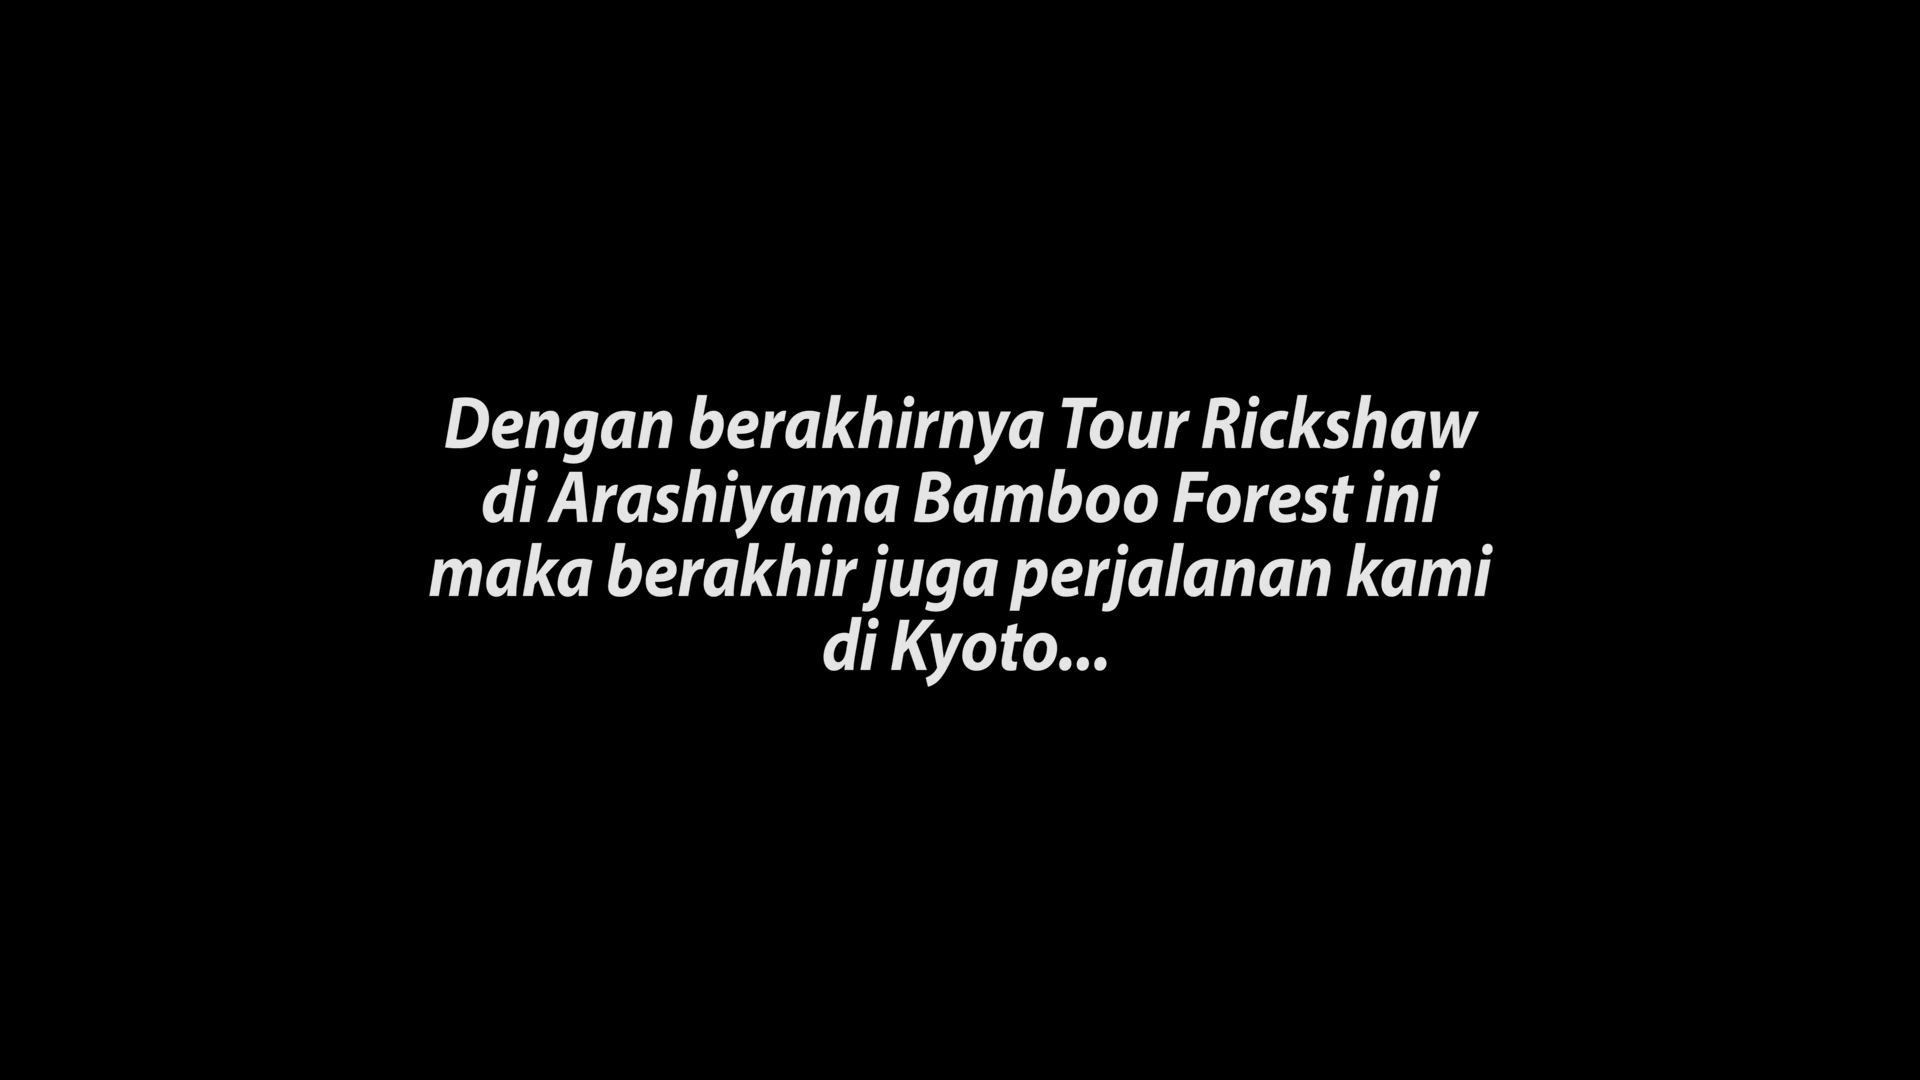 Dengan berakhirnya Tour Rickshaw
di Arashiyama Bamboo Forest ini
maka berakhir juga perjalanan kami
di Kyoto...